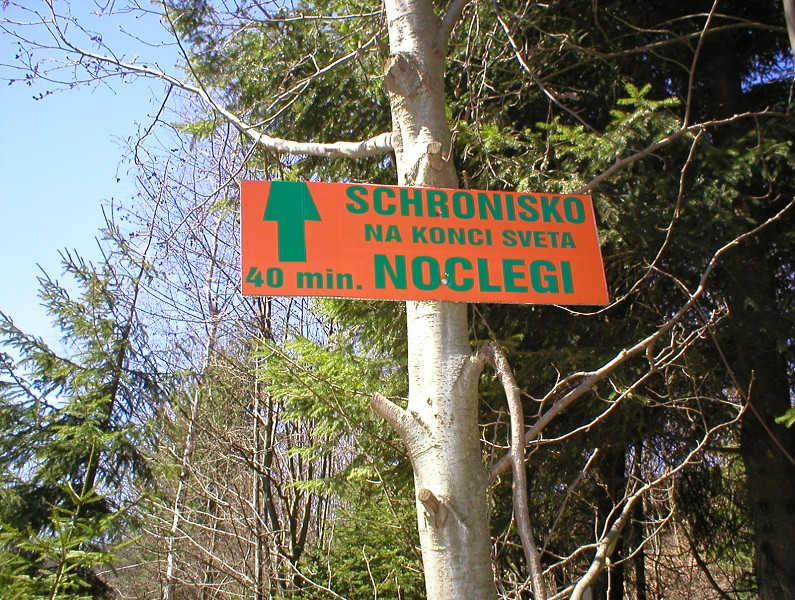 SCHRONISKO
NA KONCI SVETA
40 min. NOCLEGI